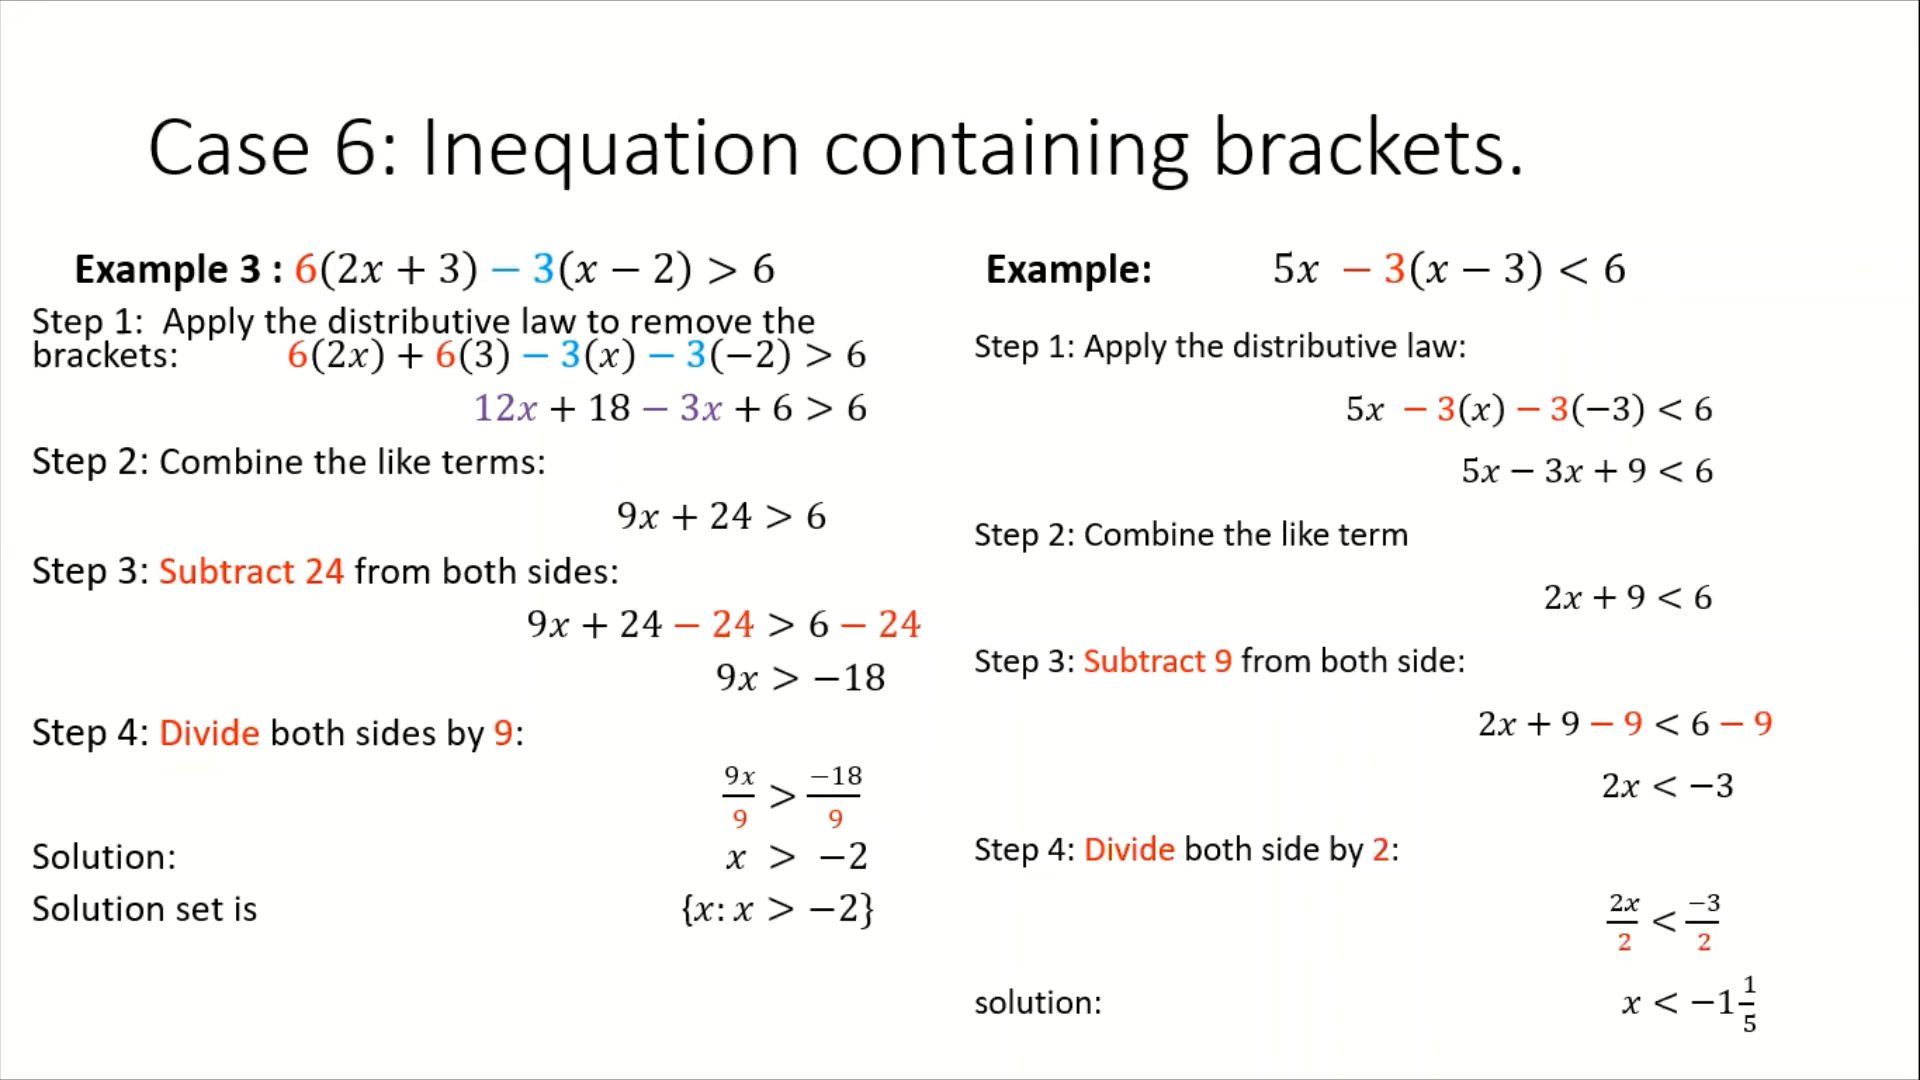 Case 6: Inequation containing brackets.
Example 3 : 6(2x + 3) − 3(x − 2) > 6
Step 1: Apply the distributive law to remove the
brackets: 6(2x) + 6(3) − 3(x) − 3(−2) > 6
12x + 18 − 3x + 6 > 6
Step 2: Combine the like terms:
9x + 24 > 6
Step 3: Subtract 24 from both sides:
9x + 24 − 24 > 6 − 24
9x > −18
Step 4: Divide both sides by 9:
9x/9 > −18/9
Solution: x > −2
Solution set is {x: x > −2}
Example: 5x − 3(x − 3) < 6
Step 1: Apply the distributive law:
5x − 3(x) − 3(−3) < 6
5x − 3x + 9 < 6
Step 2: Combine the like term
2x + 9 < 6
Step 3: Subtract 9 from both side:
2x + 9 − 9 < 6 − 9
2x < −3
Step 4: Divide both side by 2:
2x/2 < −3/2
solution: x < −1 1/5